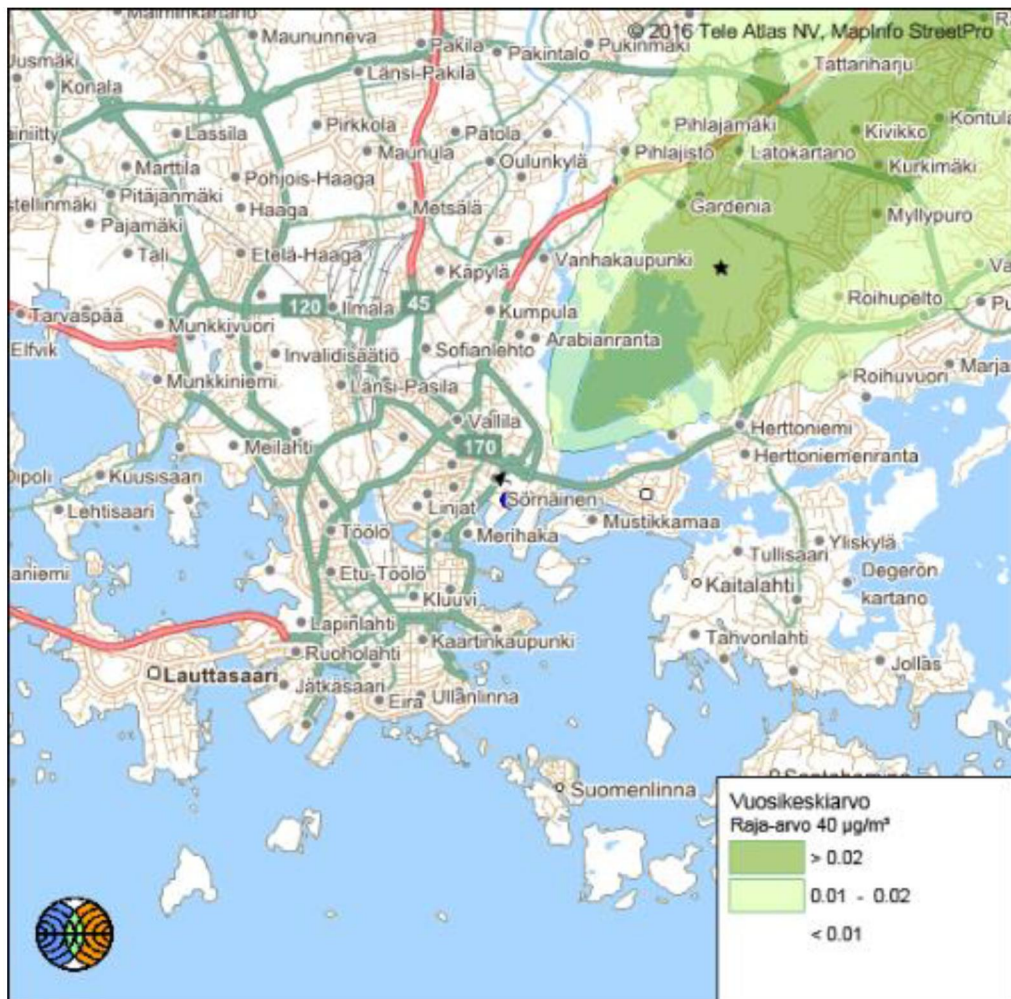 Malminkartano
Maununneva
Pakila
Pukinmäki
© 2016 Tele Atlas NV, MapInfo StreetPro
Pakintalo
Länsi-Pakila
Tattariharju
Konala
Lassila
Pirkkola
Pätola
Pihlajamäki
Kivikko
Kontula
Marttila
Maunula
Oulunkylä
Pihlajisto
Latokartano
Kurkimäki
Pohjois-Haaga
Pitäjänmäki
Haaga
Metsälä
Gardenia
Myllypuro
Pajamäki
Tali
Etelä-Haaga
Käpylä
Vanhakaupunki
120
Ilmala
45
Kumpula
Roihupelto
Tarvaspää
Munkkivuori
Elfvik
Invalidisäätiö
Sofianlehto
Arabianranta
Munkkiniemi
Länsi-Pasila
Roihuvuori
Marja
Vallila
Meilahti
170
Herttoniemi
Herttoniemenranta
Dipoli
Kuusisaari
Lehtisaari
Linjat
Sörnäinen
Mustikkamaa
Töölö
Merihaka
Tullisaari
Yliskylä
Etu-Töölö
Kluuvi
Kaitalahti
Degerön
kartano
Lapinlahti
Kaartinkaupunki
Tahvonlahti
Ruoholahti
Jollas
Lauttasaari
Jätkäsaari
Eira
Ullanlinna
Suomenlinna
Vuosikeskiarvo
Raja-arvo 40 µg/m³
> 0.02
0.01 - 0.02
< 0.01